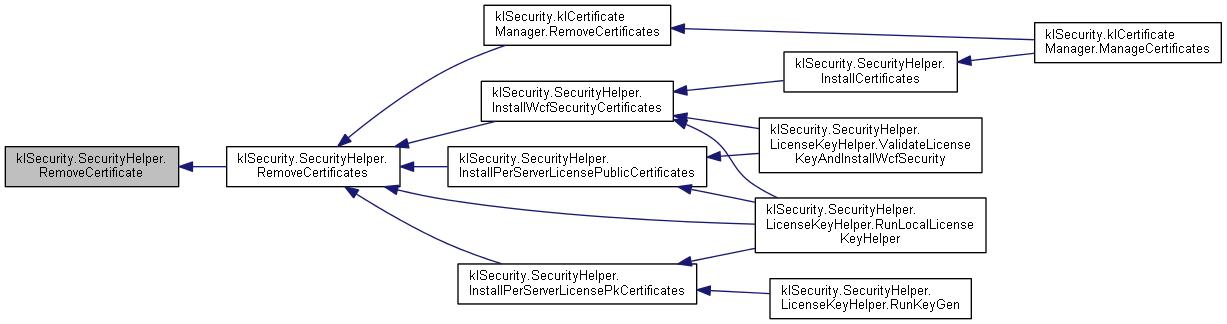 klSecurity.SecurityHelper.
RemoveCertificate
klSecurity.SecurityHelper.
RemoveCertificates
klSecurity.klCertificate
Manager.RemoveCertificates
klSecurity.SecurityHelper.
InstallWcfSecurityCertificates
klSecurity.SecurityHelper.
InstallPerServerLicensePublicCertificates
klSecurity.SecurityHelper.
InstallPerServerLicensePkCertificates
klSecurity.SecurityHelper.
InstallCertificates
klSecurity.SecurityHelper.
LicenseKeyHelper.ValidateLicense
KeyAndInstallWcfSecurity
klSecurity.SecurityHelper.
LicenseKeyHelper.RunLocalLicense
KeyHelper
klSecurity.SecurityHelper.
LicenseKeyHelper.RunKeyGen
klSecurity.klCertificate
Manager.ManageCertificates